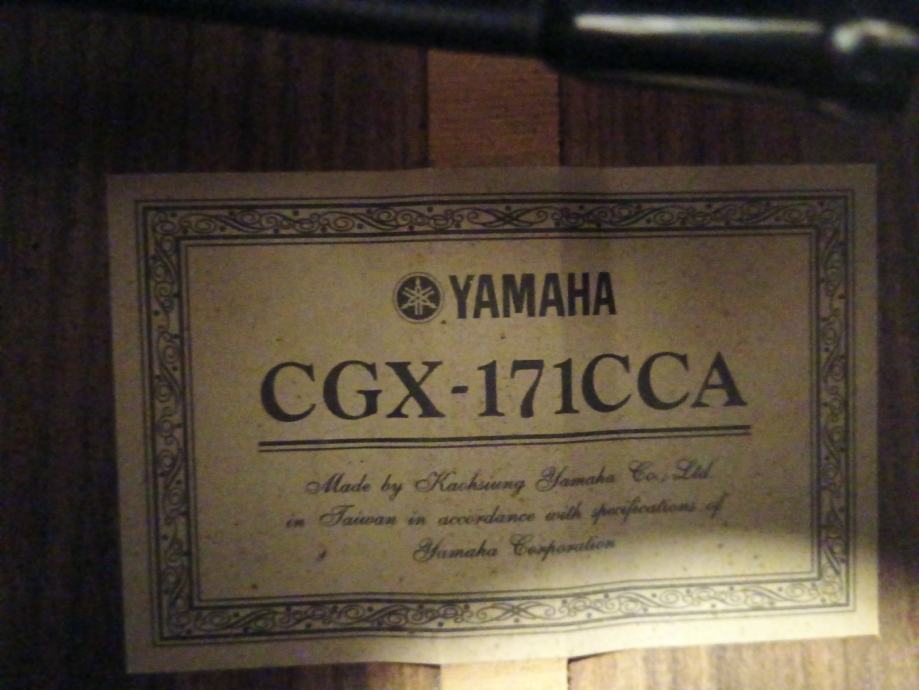 YAMAHA
CGX-171CCA
Made by Kaohsiung Yamaha Co., Ltd.
in Taiwan in accordance with specifications of
Yamaha Corporation